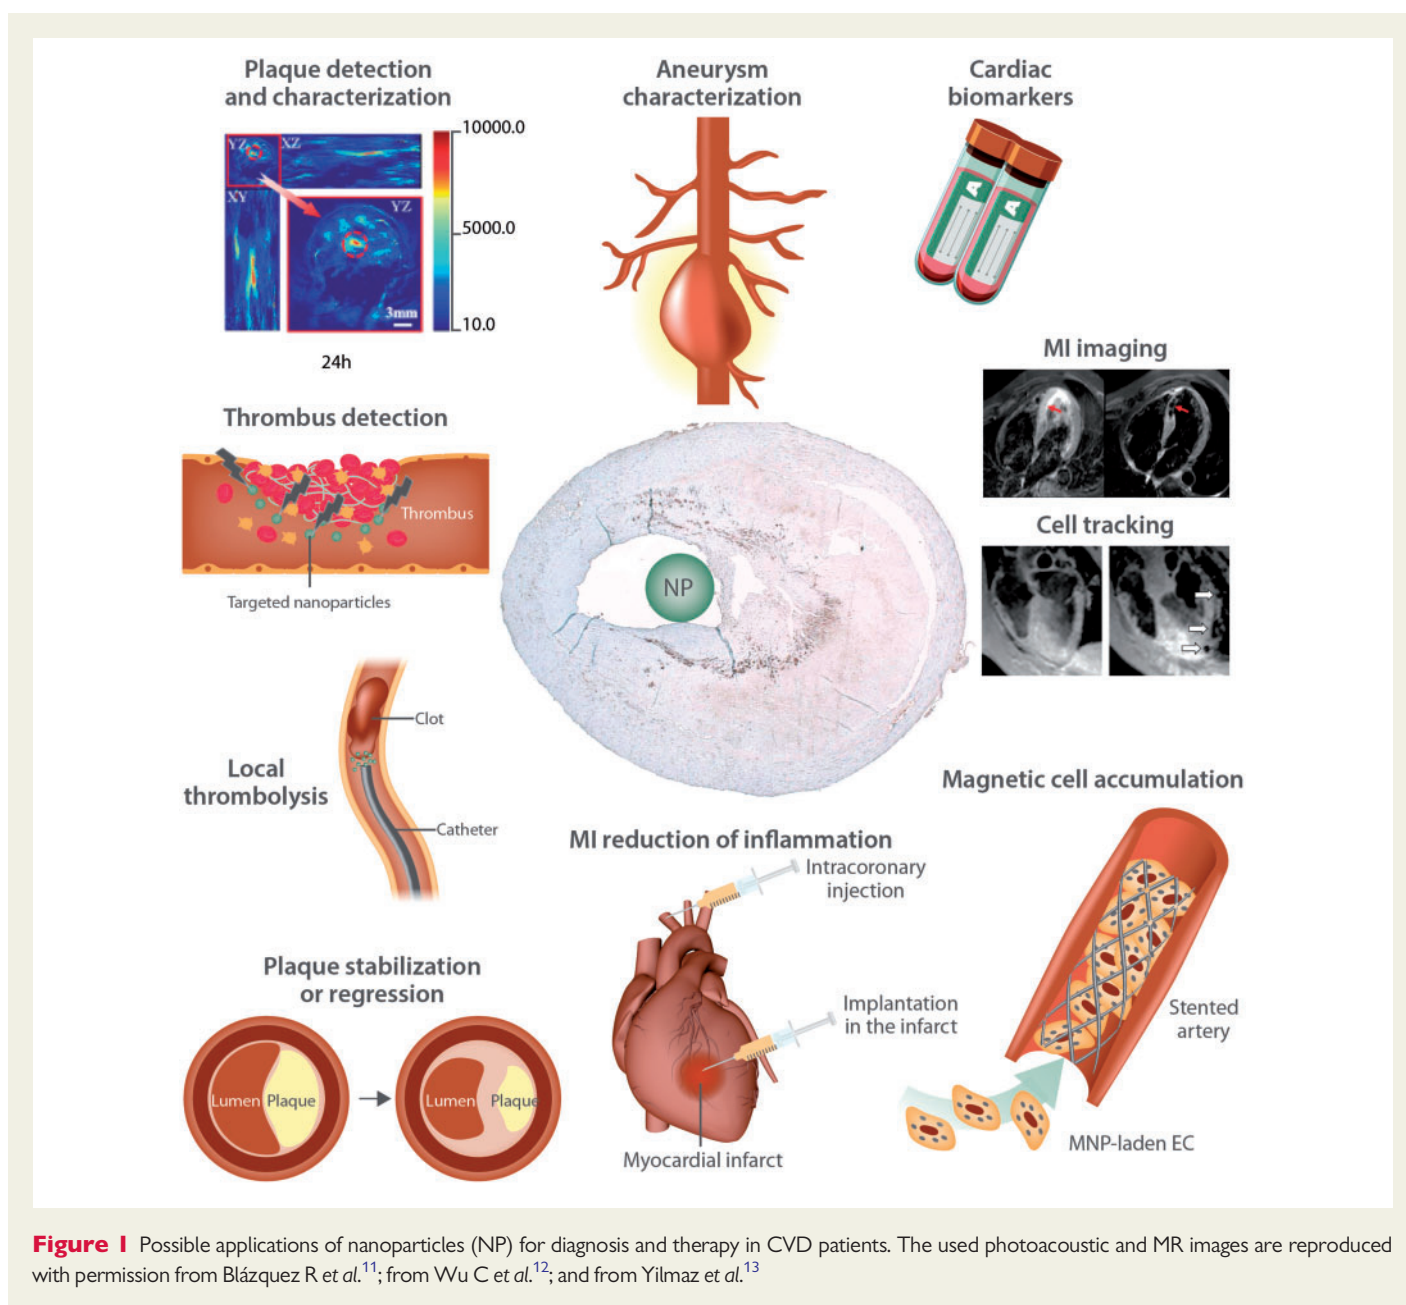 Plaque detection
and characterization
YZ
XZ
XY
YZ
3mm
10000.0
5000.0
10.0
24h
Aneurysm
characterization
Cardiac
biomarkers
A
A
MI imaging
Thrombus detection
Thrombus
Targeted nanoparticles
NP
Cell tracking
Local
thrombolysis
Clot
Catheter
MI reduction of inflammation
Intracoronary
injection
Implantation
in the infarct
Myocardial infarct
Magnetic cell accumulation
Stented
artery
MNP-laden EC
Plaque stabilization
or regression
Lumen
Plaque
Lumen
Plaque
Figure 1 Possible applications of nanoparticles (NP) for diagnosis and therapy in CVD patients. The used photoacoustic and MR images are reproduced
with permission from Blázquez R et al.11; from Wu C et al.12; and from Yilmaz et al.13